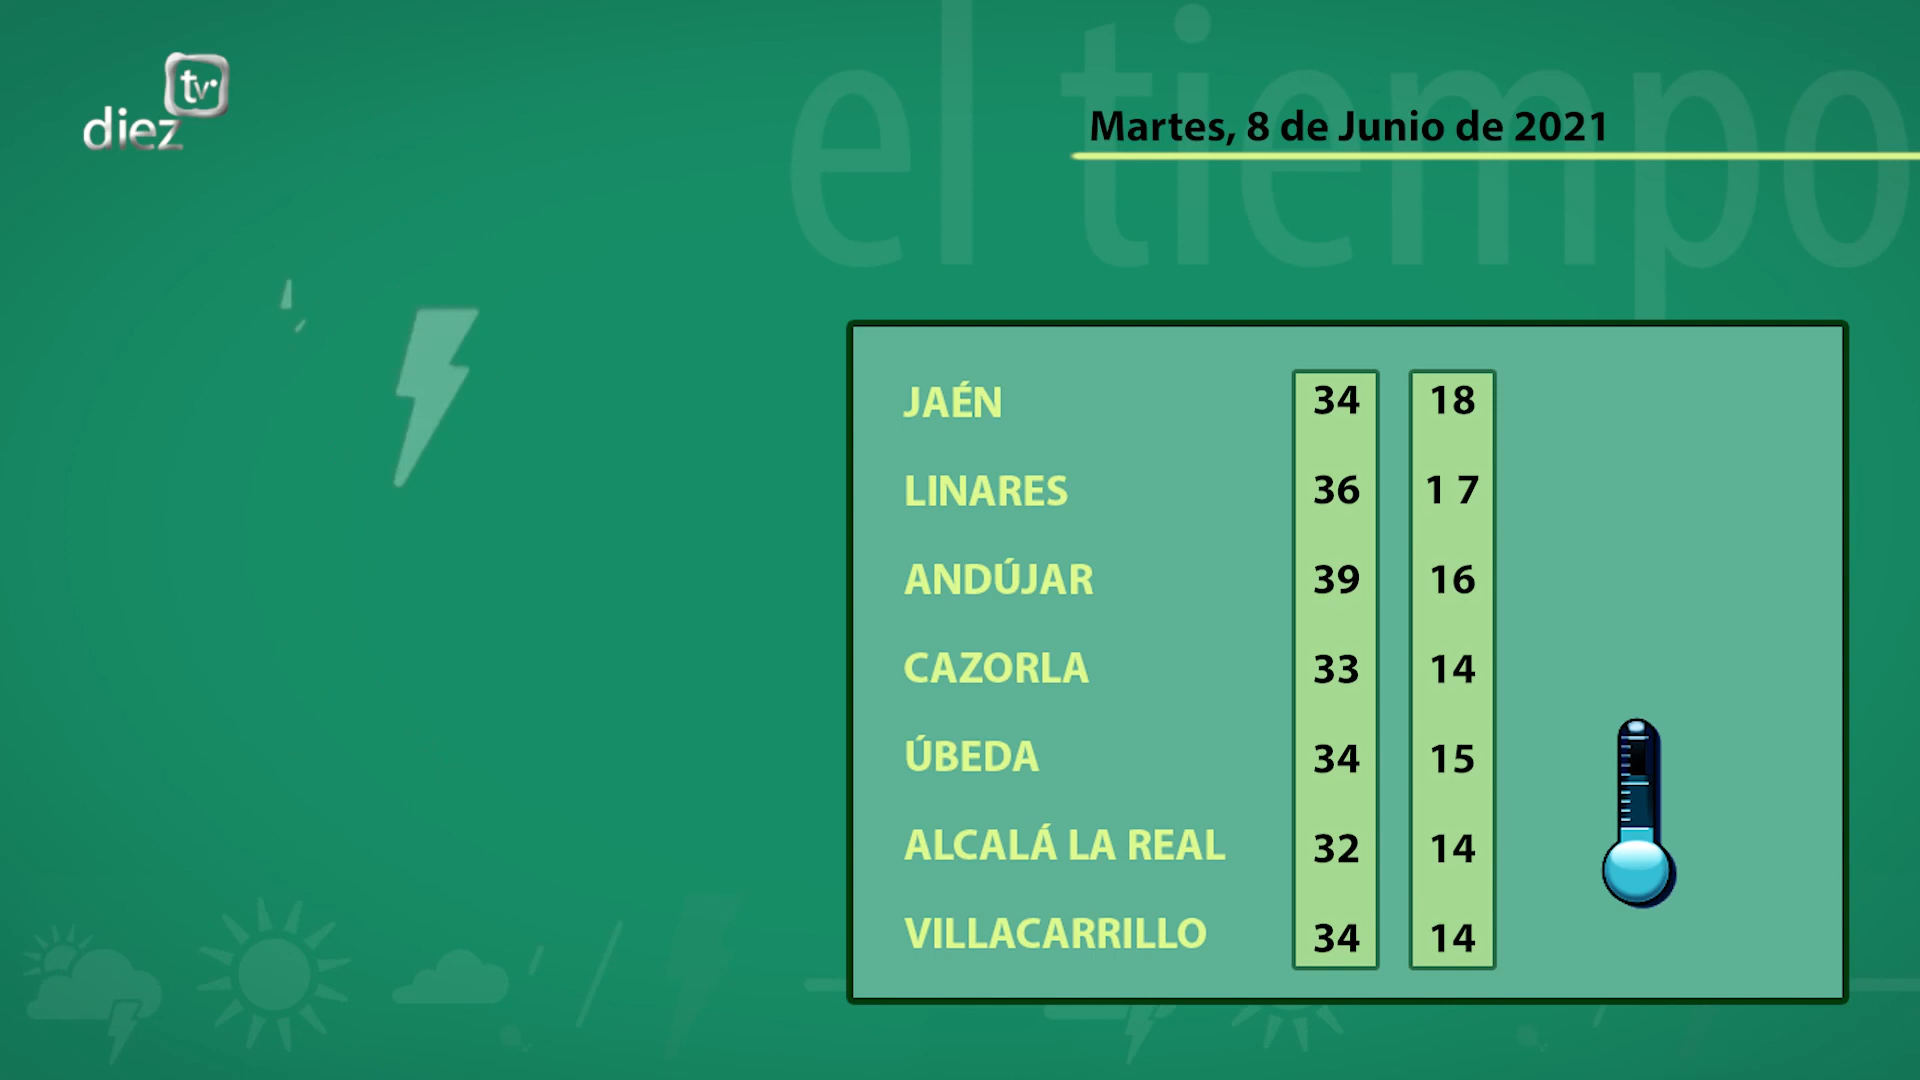 diez tv
el tiempo
Martes, 8 de Junio de 2021
JAÉN 34 18
LINARES 36 1 7
ANDÚJAR 39 16
CAZORLA 33 14
ÚBEDA 34 15
ALCALÁ LA REAL 32 14
VILLACARRILLO 34 14